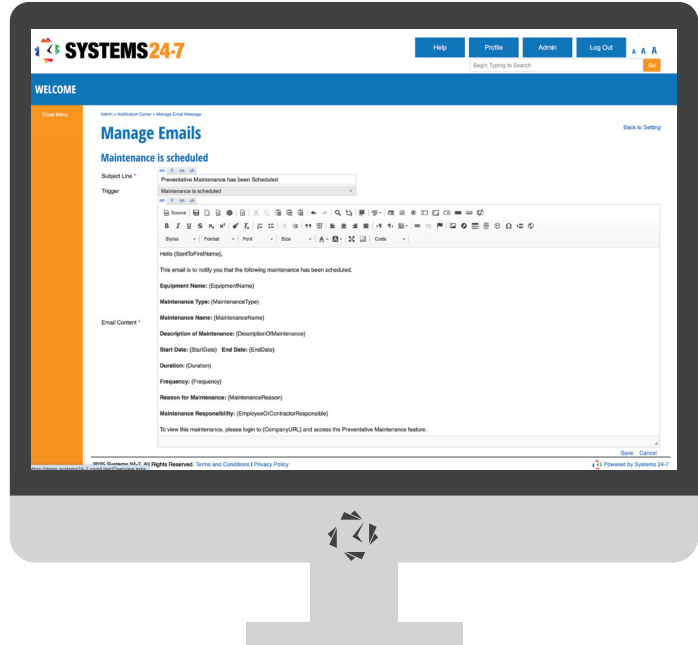 SYSTEMS24-7
Help Profile Admin Log Out A A A
Begin Typing to Search Go
WELCOME
Close Menu
Admin > Notification Center > Manage Email Message
Manage Emails
Back to Setting
Maintenance is scheduled
en fr es uk
Subject Line * Preventative Maintenance has been Scheduled
Trigger Maintenance is scheduled
en fr es uk
Source
Styles Format Font Size Code
Hello {SentToFirstName},
This email is to notify you that the following maintenance has been scheduled.
Equipment Name: {EquipmentName}
Maintenance Type: {MaintenanceType}
Maintenance Name: {MaintenanceName}
Email Content *
Description of Maintenance: {DescriptionOfMaintenance}
Start Date: {StartDate} End Date: {EndDate}
Duration: {Duration}
Frequency: {Frequency}
Reason for Maintenance: {MaintenanceReason}
Maintenance Responsibility: {EmployeeOrContractorResponsible}
To view this maintenance, please login to {CompanyURL} and access the Preventative Maintenance feature.
Save Cancel
2025 Systems 24-7. All Rights Reserved. Terms and Conditions | Privacy Policy
Powered by Systems 24-7